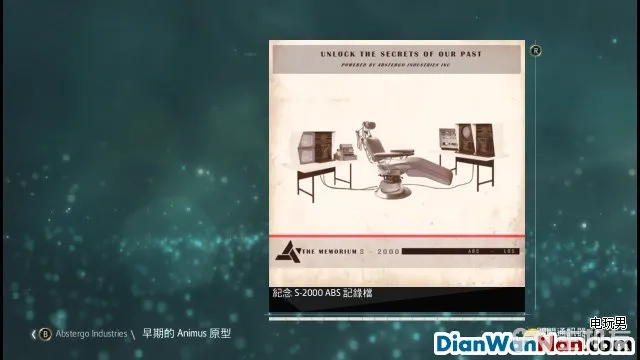 UNLOCK THE SECRETS OF OUR PAST
POWERED BY ABSTERGO INDUSTRIES INC
R
THE MEMORIUM S - 2000
ABS - LOG
紀念 S-2000 ABS 記錄檔
B Abstergo Industries \ 早期的 Animus 原型
电玩男
DianWanNan.com